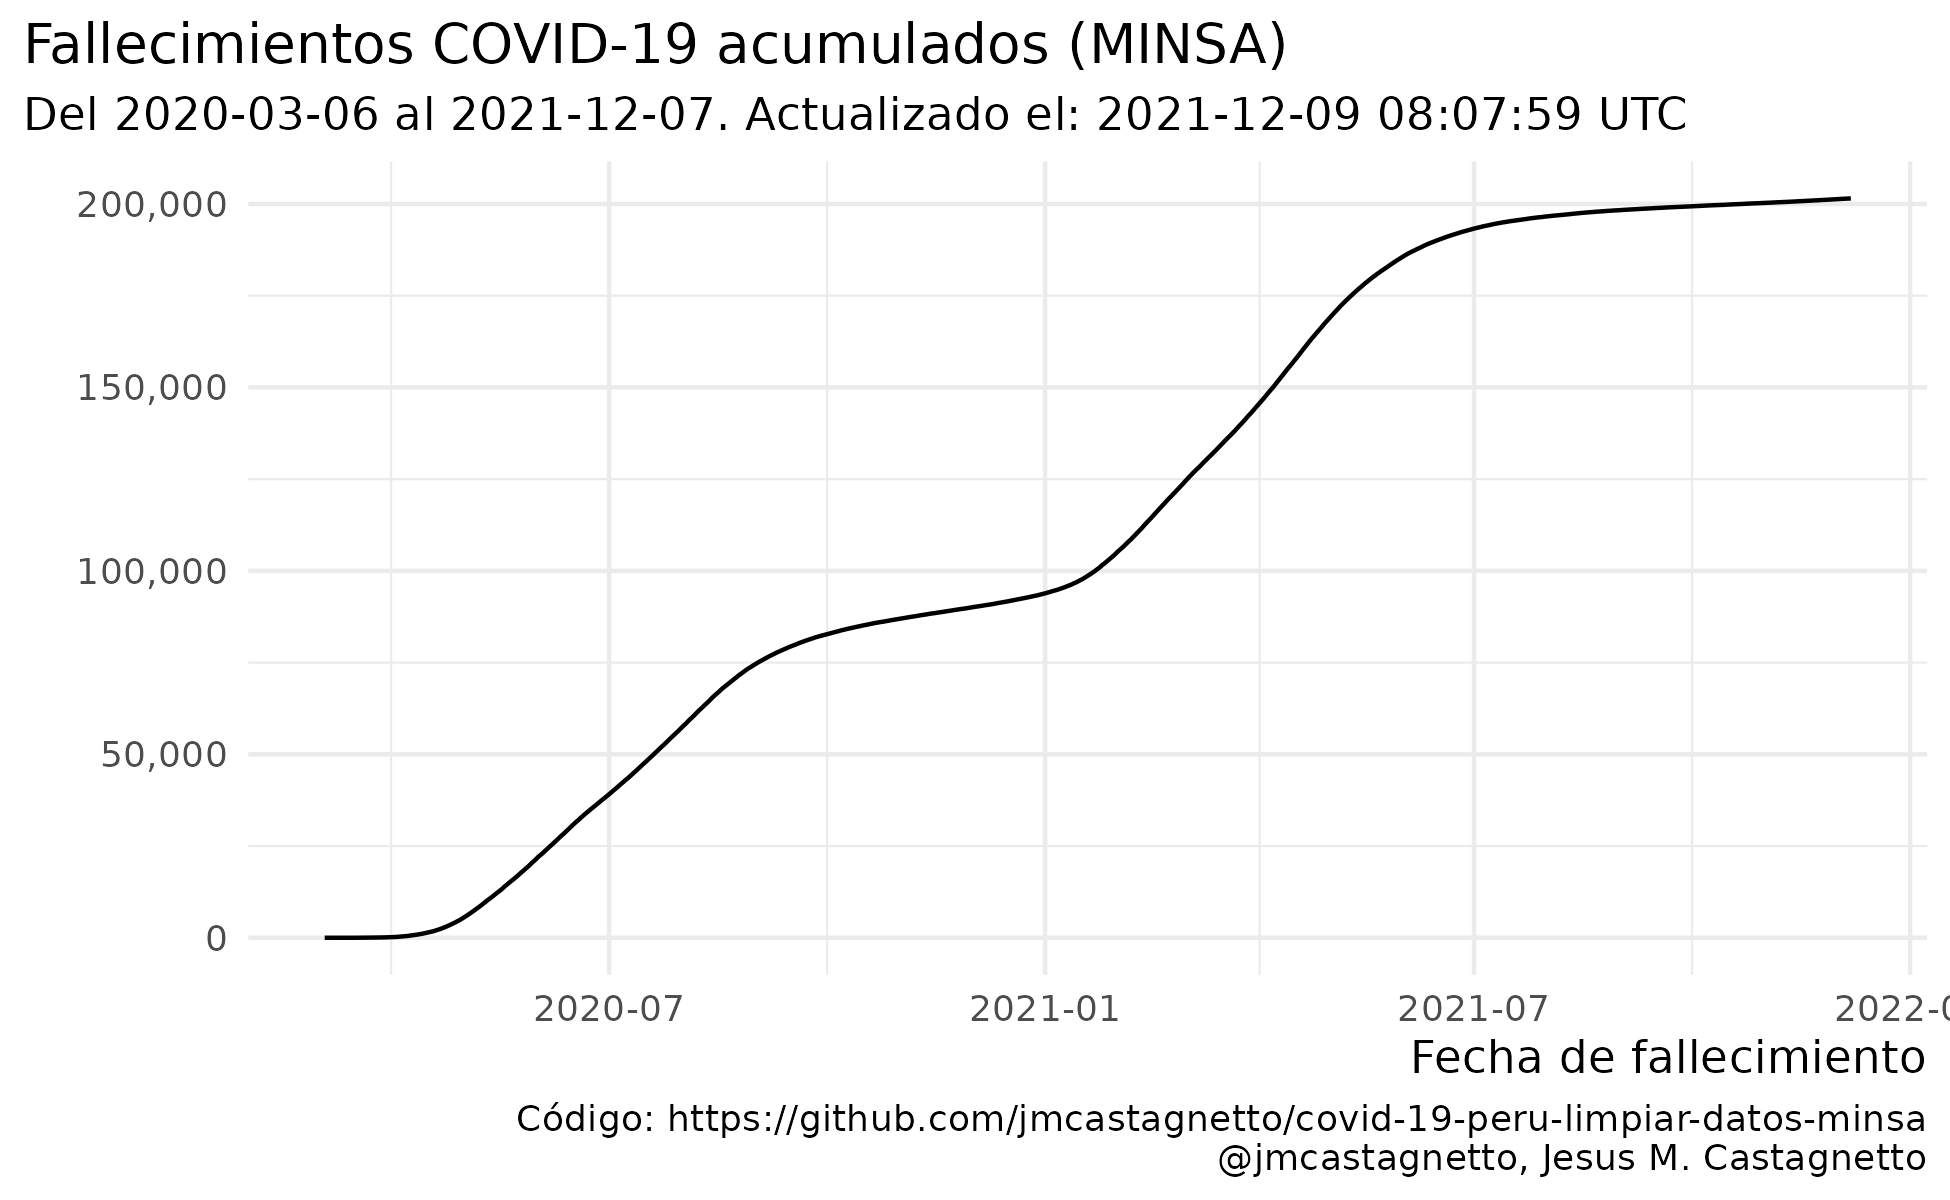 Fallecimientos COVID-19 acumulados (MINSA)
Del 2020-03-06 al 2021-12-07. Actualizado el: 2021-12-09 08:07:59 UTC
200,000
150,000
100,000
50,000
0
2020-07 2021-01 2021-07 2022-0
Fecha de fallecimiento
Código: https://github.com/jmcastagnetto/covid-19-peru-limpiar-datos-minsa
@jmcastagnetto, Jesus M. Castagnetto